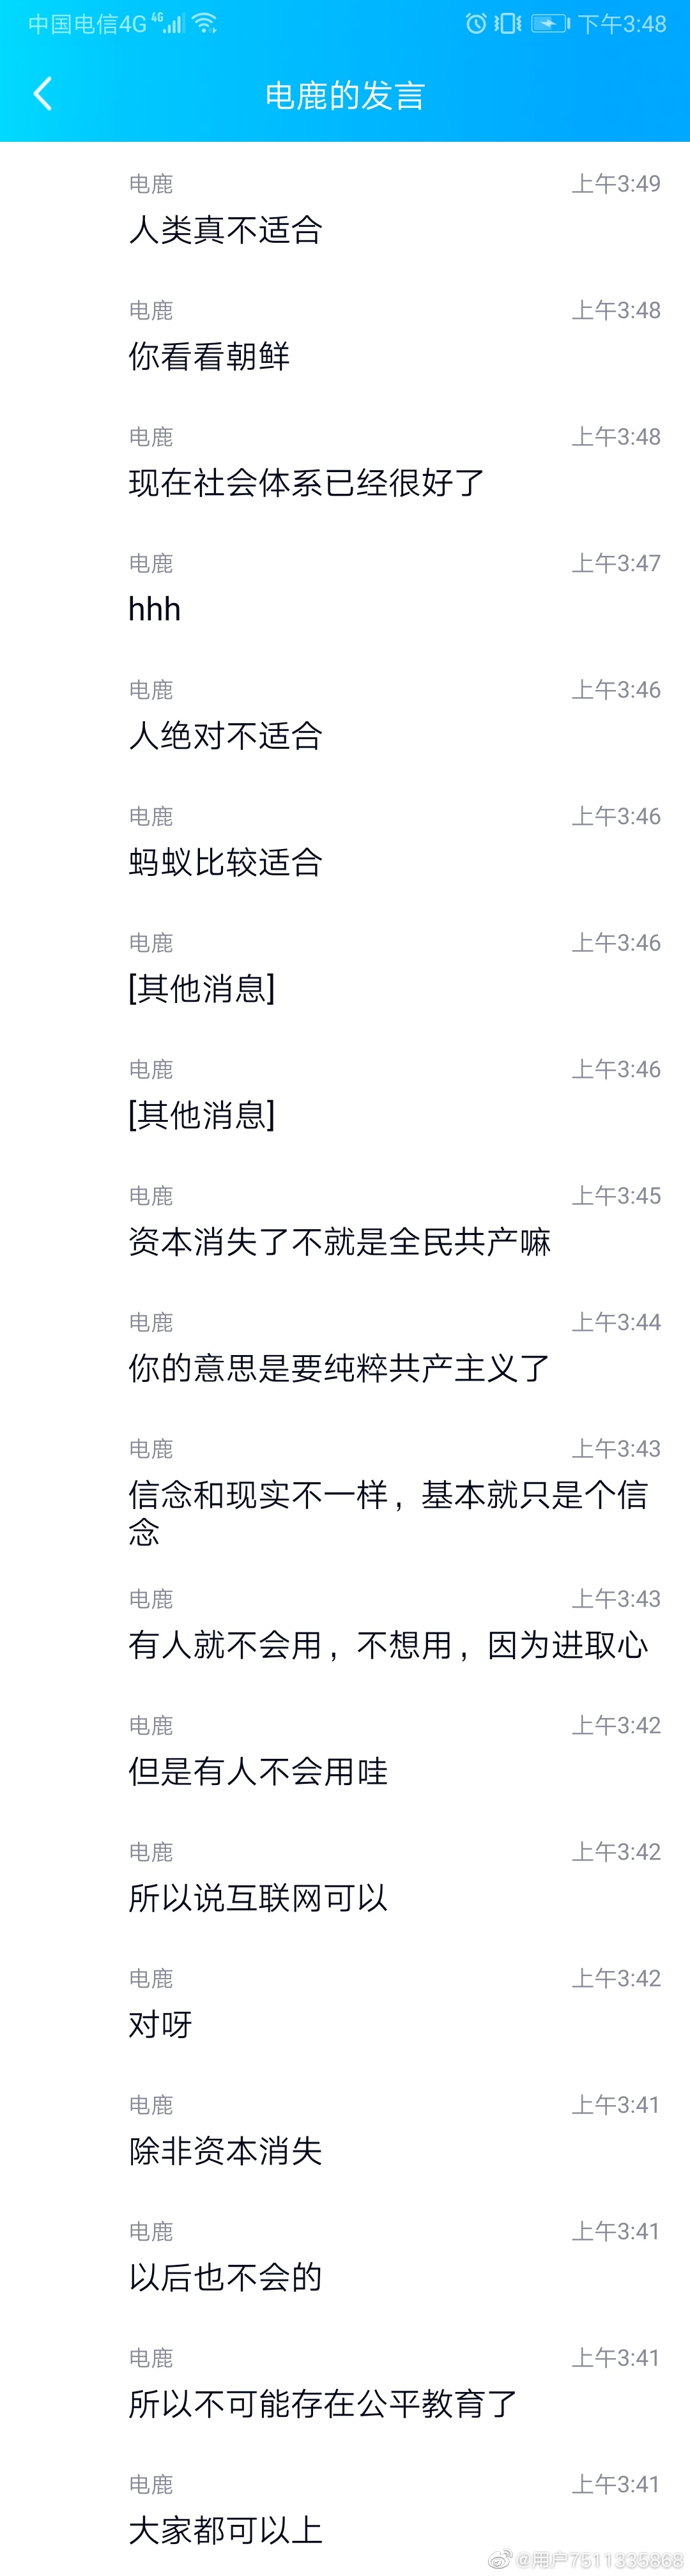 中国电信4G 4G 下午3:48
电鹿的发言
电鹿 上午3:49
人类真不适合
电鹿 上午3:48
你看看朝鲜
电鹿 上午3:48
现在社会体系已经很好了
电鹿 上午3:47
hhh
电鹿 上午3:46
人绝对不适合
电鹿 上午3:46
蚂蚁比较适合
电鹿 上午3:46
[其他消息]
电鹿 上午3:46
[其他消息]
电鹿 上午3:45
资本消失了不就是全民共产嘛
电鹿 上午3:44
你的意思是要纯粹共产主义了
电鹿 上午3:43
信念和现实不一样，基本就只是个信
念
电鹿 上午3:43
有人就不会用，不想用，因为进取心
电鹿 上午3:42
但是有人不会用哇
电鹿 上午3:42
所以说互联网可以
电鹿 上午3:42
对呀
电鹿 上午3:41
除非资本消失
电鹿 上午3:41
以后也不会的
电鹿 上午3:41
所以不可能存在公平教育了
电鹿 上午3:41
大家都可以上
@用户7511335868